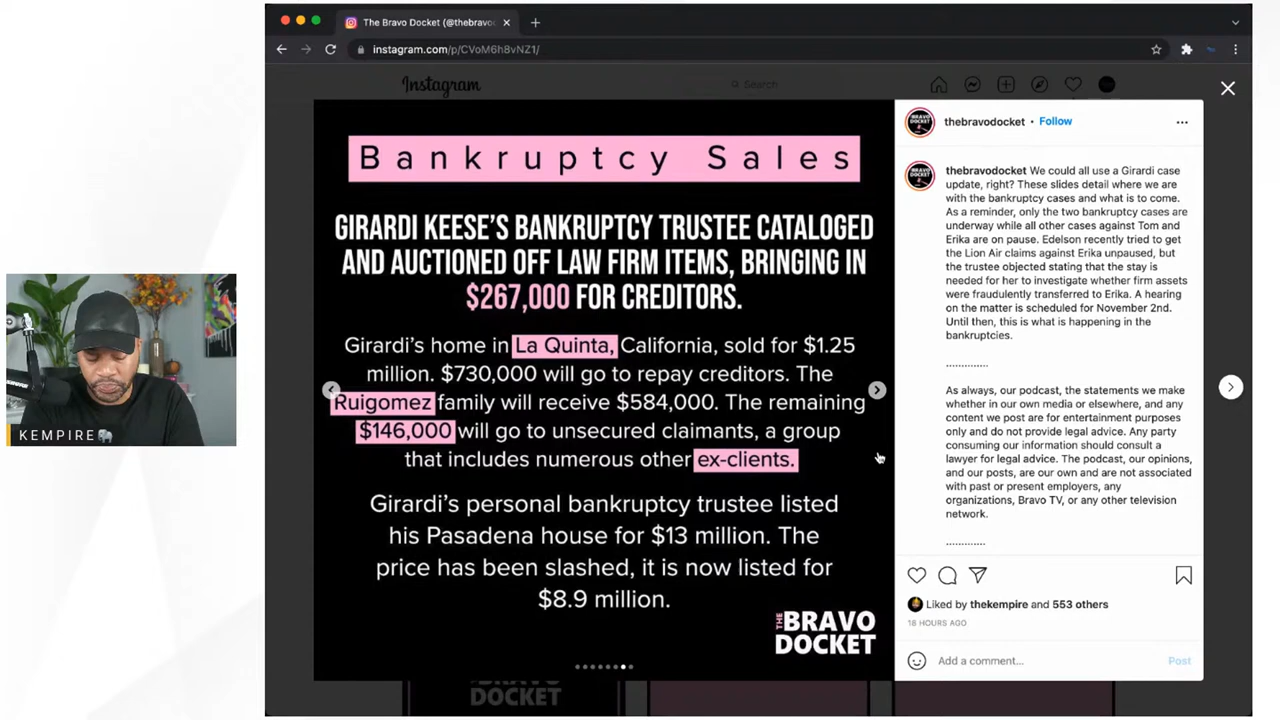 The Bravo Docket (@thebravodoc
instagram.com/p/CVoM6h8vNZ1/
Instagram
Search
Bankruptcy Sales
GIRARDI KEESE'S BANKRUPTCY TRUSTEE CATALOGED
AND AUCTIONED OFF LAW FIRM ITEMS, BRINGING IN
$267,000 FOR CREDITORS.
Girardi's home in La Quinta, California, sold for $1.25
million. $730,000 will go to repay creditors. The
Ruigomez family will receive $584,000. The remaining
$146,000 will go to unsecured claimants, a group
that includes numerous other ex-clients.
Girardi's personal bankruptcy trustee listed
his Pasadena house for $13 million. The
price has been slashed, it is now listed for
$8.9 million.
THE
BRAVO
DOCKET
thebravodocket • Follow
thebravodocket We could all use a Girardi case
update, right? These slides detail where we are
with the bankruptcy cases and what is to come.
As a reminder, only the two bankruptcy cases are
underway while all other cases against Tom and
Erika are on pause. Edelson recently tried to get
the Lion Air claims against Erika unpaused, but
the trustee objected stating that the stay is
needed for her to investigate whether firm assets
were fraudulently transferred to Erika. A hearing
on the matter is scheduled for November 2nd.
Until then, this is what is happening in the
bankruptcies.
..............
As always, our podcast, the statements we make
whether in our own media or elsewhere, and any
content we post are for entertainment purposes
only and do not provide legal advice. Any party
consuming our information should consult a
lawyer for legal advice. The podcast, our opinions,
and our posts, are our own and are not associated
with past or present employers, any
organizations, Bravo TV, or any other television
network.
.............
Liked by thekempire and 553 others
18 HOURS AGO
Add a comment...
Post
KEMPIRE
BRAVO
DOCKET